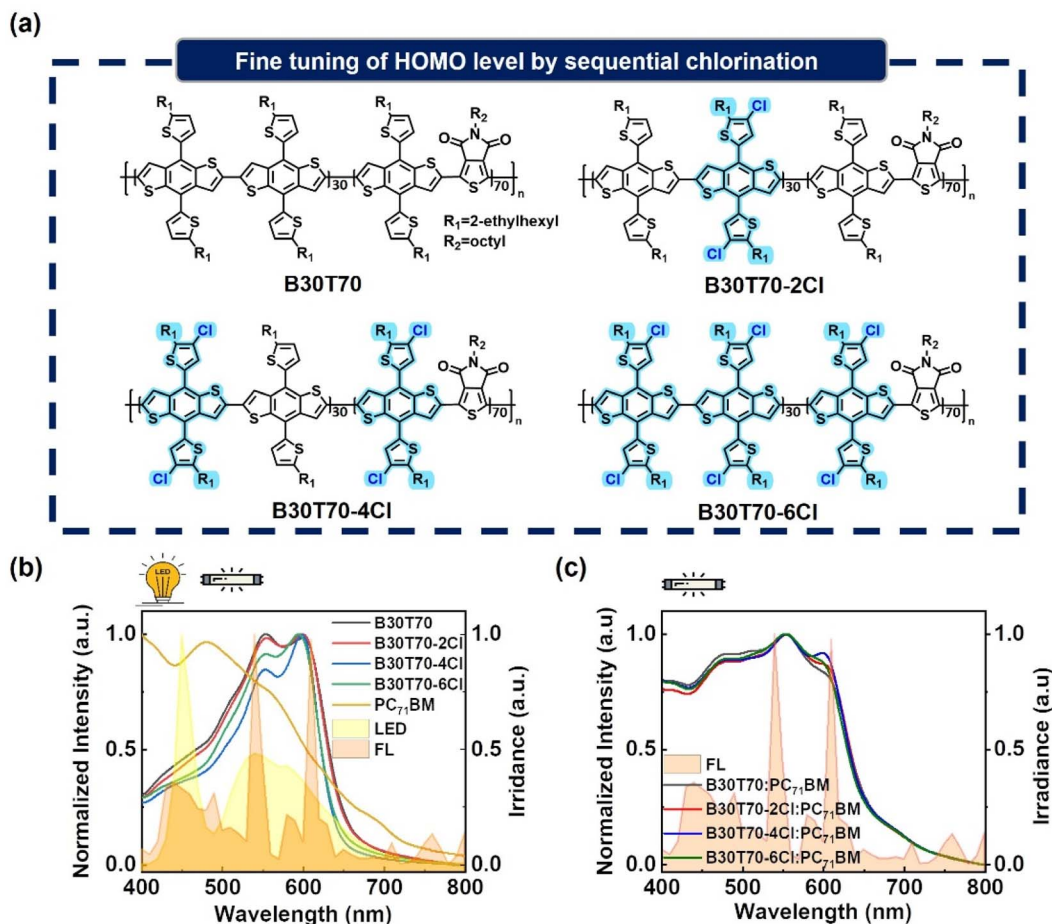 (a)
Fine tuning of HOMO level by sequential chlorination
R1 R1 R1 R2
S S S O N O
S S S S S S S
30 70 n
S S S
R1 R1 R1
R1=2-ethylhexyl
R2=octyl
B30T70
R1 R1 Cl R1 R2
S S S O N O
S S S S S S S
30 70 n
S S S
R1 Cl R1 R1
B30T70-2Cl
R1 Cl R1 R1 Cl R2
S S S O N O
S S S S S S S
30 70 n
S S S
Cl R1 R1 Cl R1
B30T70-4Cl
R1 Cl R1 Cl R1 Cl R2
S S S O N O
S S S S S S S
30 70 n
S S S
Cl R1 Cl R1 Cl R1
B30T70-6Cl
(b)
LED
Normalized Intensity (a.u.)
1.0
0.5
0.0
B30T70
B30T70-2Cl
B30T70-4Cl
B30T70-6Cl
PC71BM
LED
FL
1.0
0.5
0.0
Irridance (a.u.)
400 500 600 700 800
Wavelength (nm)
(c)
Normalized Intensity (a.u)
1.0
0.5
0.0
FL
B30T70:PC71BM
B30T70-2Cl:PC71BM
B30T70-4Cl:PC71BM
B30T70-6Cl:PC71BM
1.0
0.5
0.0
Irradiance (a.u.)
400 500 600 700 800
Wavelength (nm)